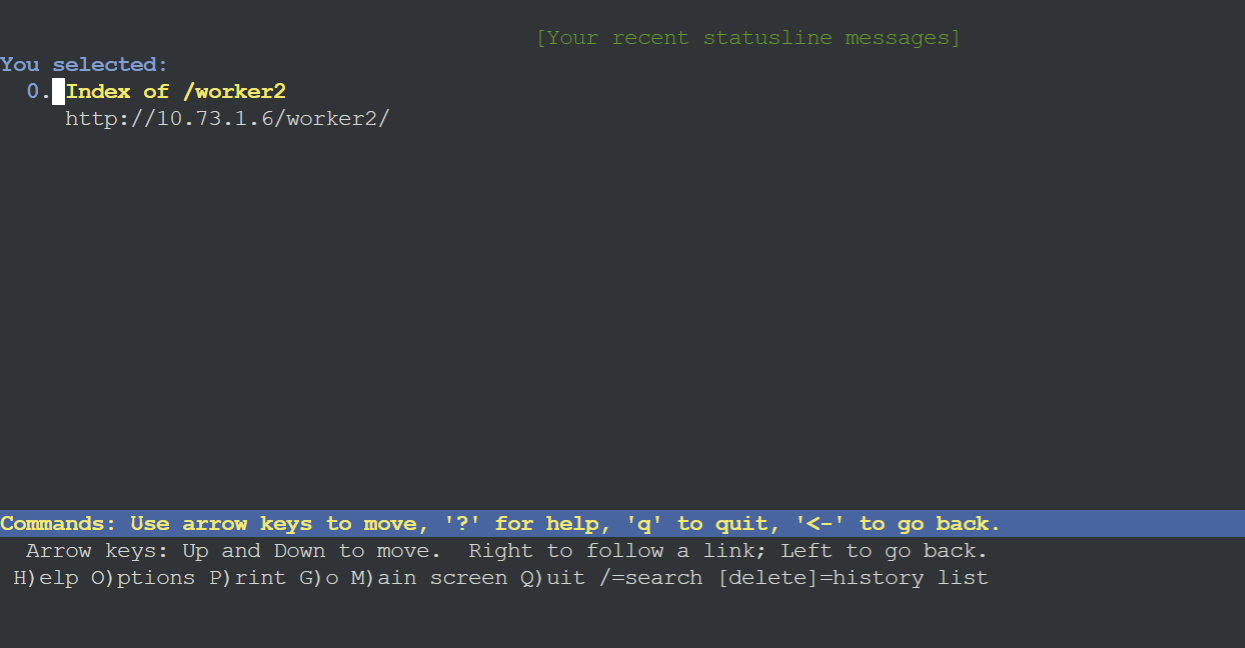 [Your recent statusline messages]
You selected:
0. Index of /worker2
http://10.73.1.6/worker2/
Commands: Use arrow keys to move, '?' for help, 'q' to quit, '<-' to go back.
Arrow keys: Up and Down to move.  Right to follow a link; Left to go back.
H)elp O)ptions P)rint G)o M)ain screen Q)uit /=search [delete]=history list